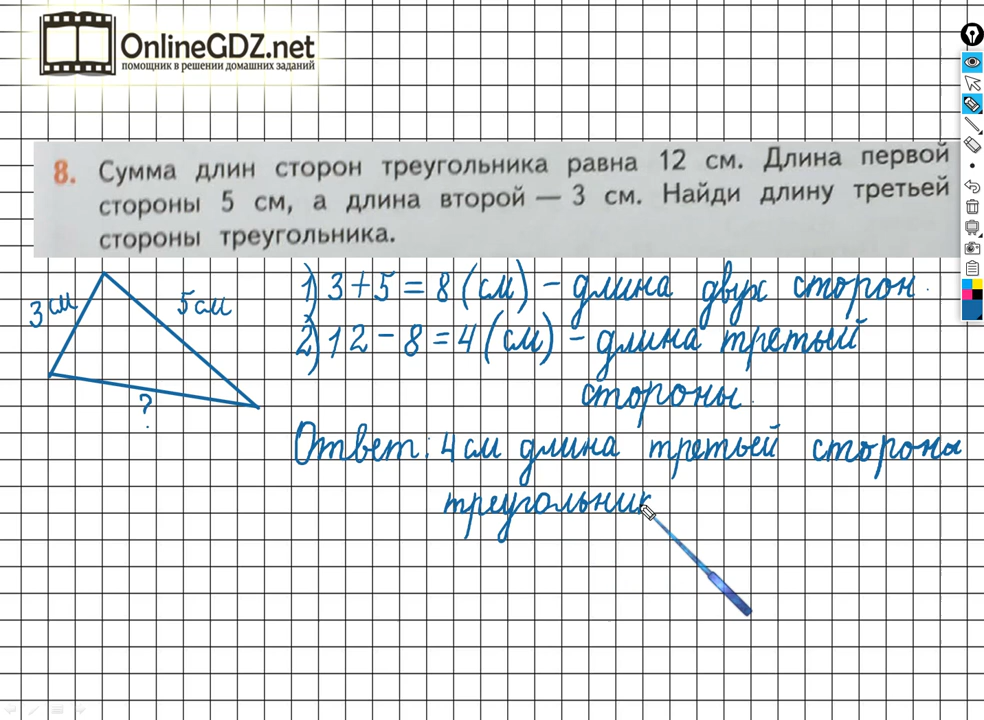 OnlineGDZ.net
помощник в решении домашних заданий
8. Сумма длин сторон треугольника равна 12 см. Длина первой
стороны 5 см, а длина второй — 3 см. Найди длину третьей
стороны треугольника.
3 см
5 см
?
1) 3 + 5 = 8 (см) - длина двух сторон.
2) 12 - 8 = 4 (см) - длина третьый
стороны.
Ответ: 4 см длина третьей стороны
треугольник